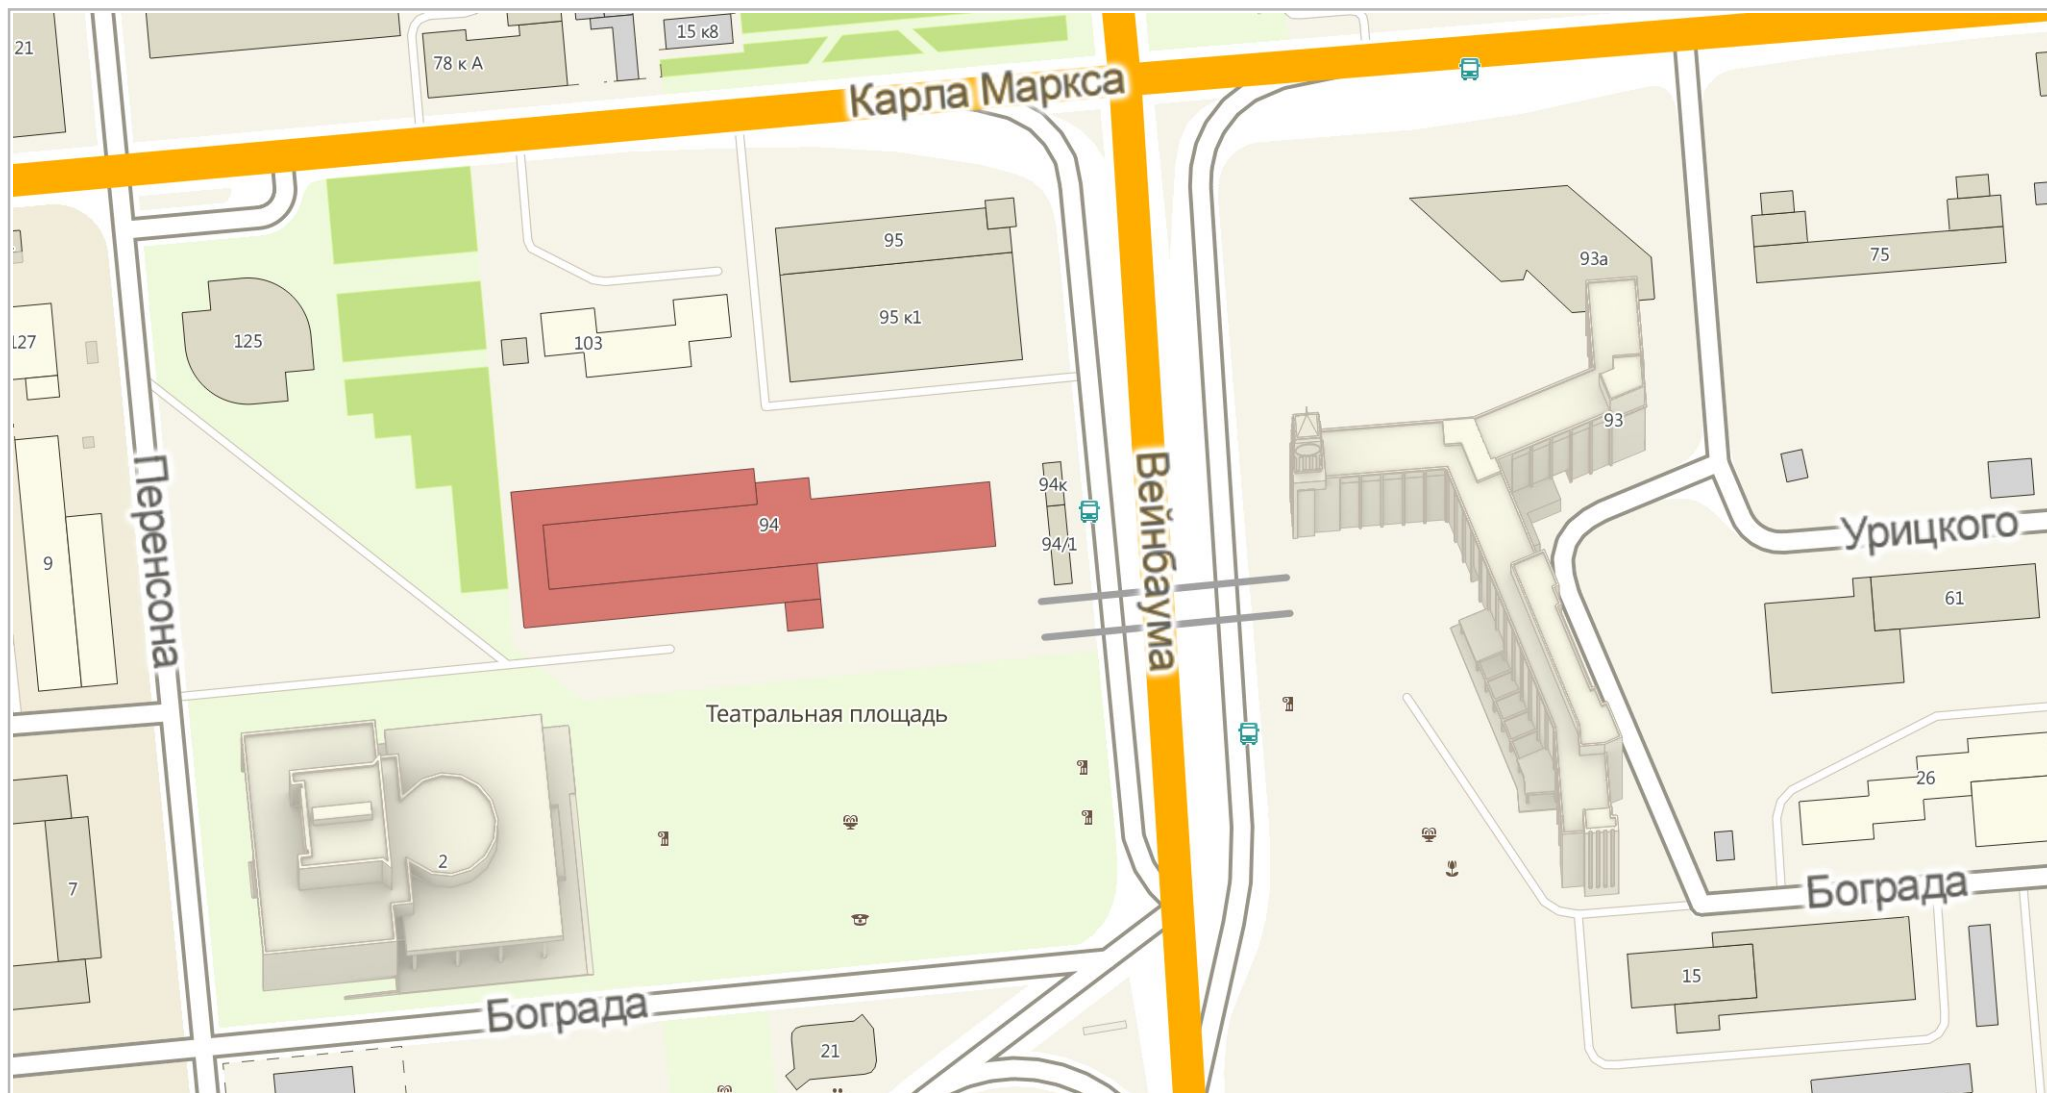 21
15 к8
78 к А
Карла Маркса
95
93а
75
95 к1
125
103
127
93
Перенсона
Вейнбаума
94к
94
94/1
Урицкого
9
61
Театральная площадь
26
2
7
Бограда
15
Бограда
21